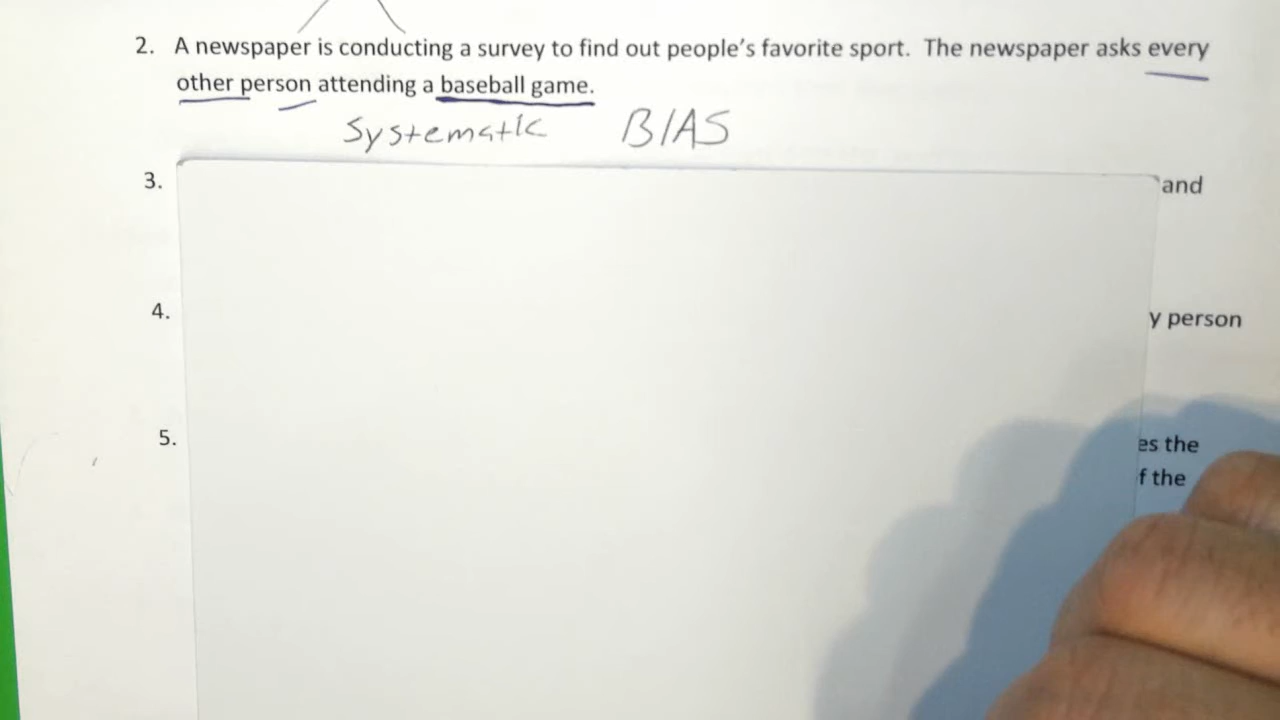 2. A newspaper is conducting a survey to find out people's favorite sport. The newspaper asks every
other person attending a baseball game.
Systematic BIAS
3. and
4. y person
5. es the
f the